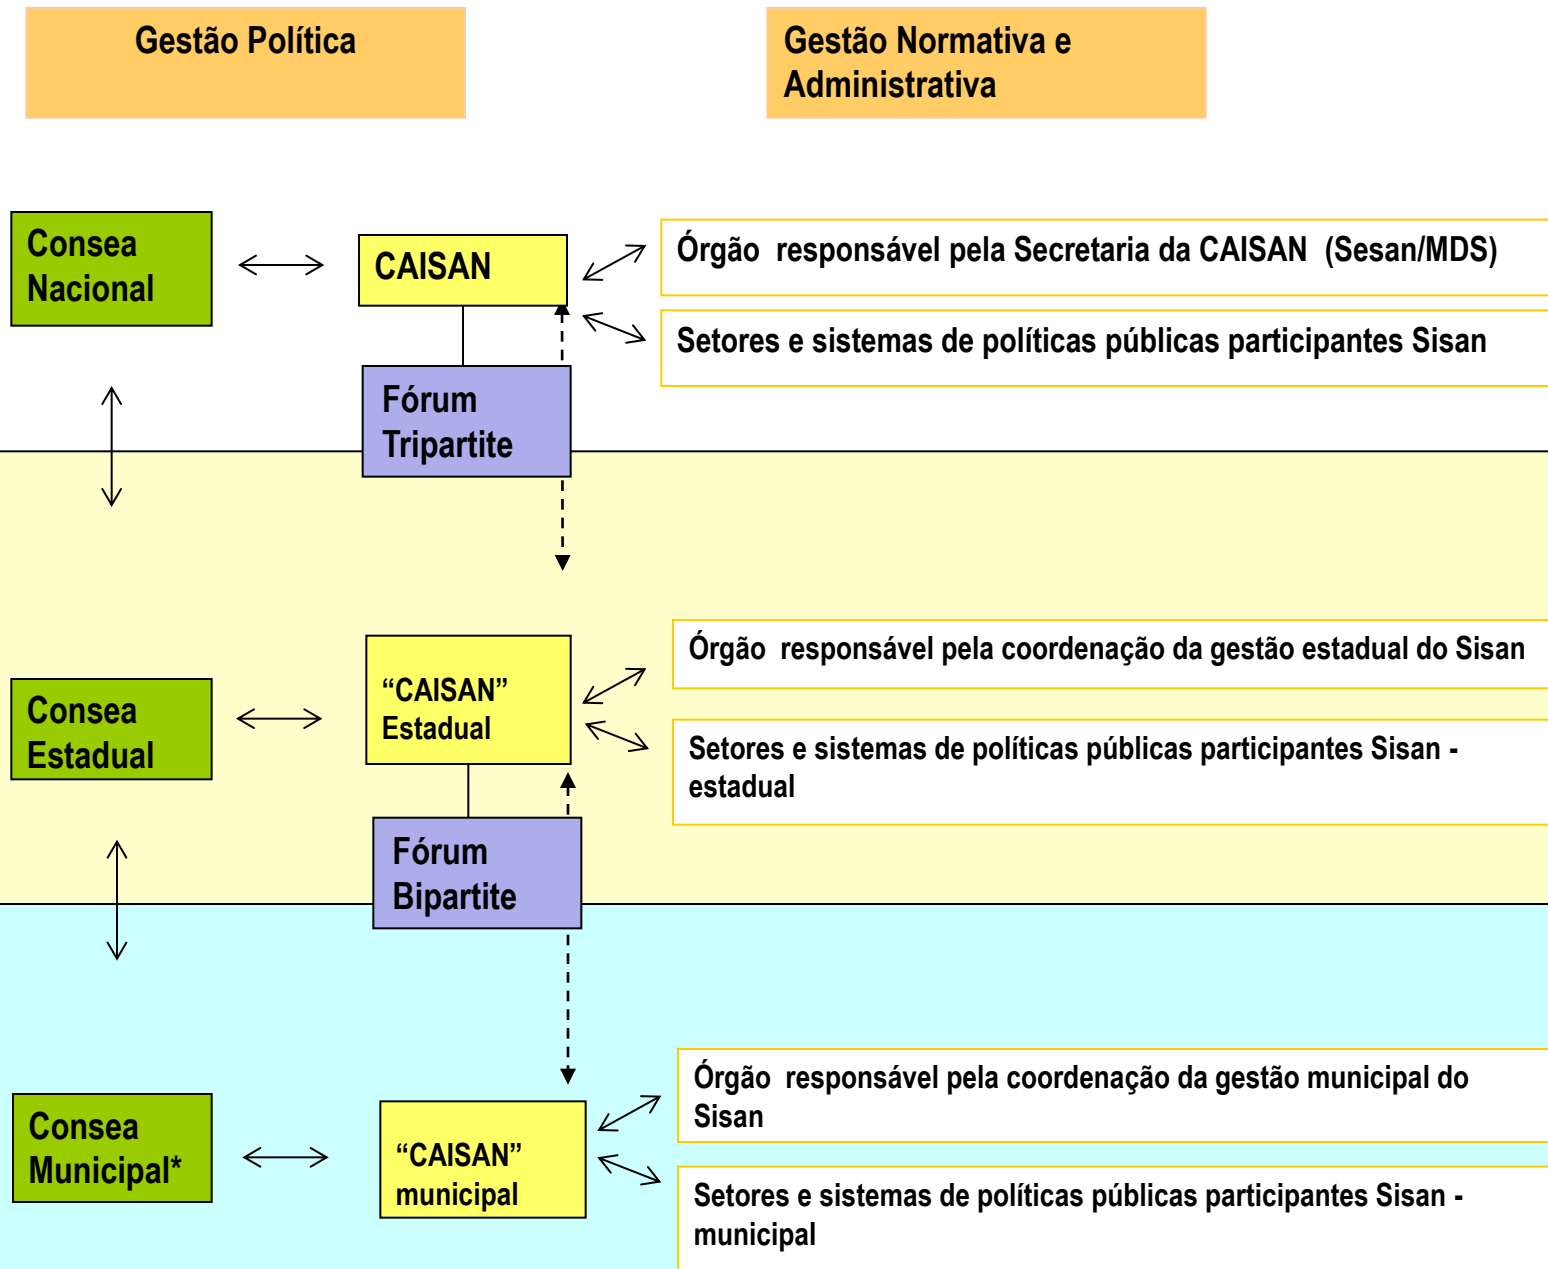 Gestão Política
Gestão Normativa e
Administrativa
Consea
Nacional
CAISAN
Órgão  responsável pela Secretaria da CAISAN  (Sesan/MDS)
Setores e sistemas de políticas públicas participantes Sisan
Fórum
Tripartite
Consea
Estadual
“CAISAN”
Estadual
Órgão  responsável pela coordenação da gestão estadual do Sisan
Setores e sistemas de políticas públicas participantes Sisan -
estadual
Fórum
Bipartite
Consea
Municipal*
“CAISAN”
municipal
Órgão  responsável pela coordenação da gestão municipal do
Sisan
Setores e sistemas de políticas públicas participantes Sisan -
municipal